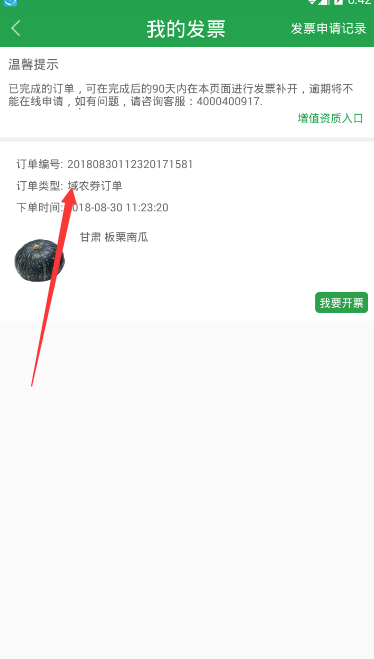 6:42
我的发票
发票申请记录
温馨提示
已完成的订单，可在完成后的90天内在本页面进行发票补开，逾期将不
能在线申请，如有问题，请咨询客服：4000400917.
增值资质入口
订单编号: 20180830112320171581
订单类型: 域农券订单
下单时间: 2018-08-30 11:23:20
甘肃 板栗南瓜
我要开票